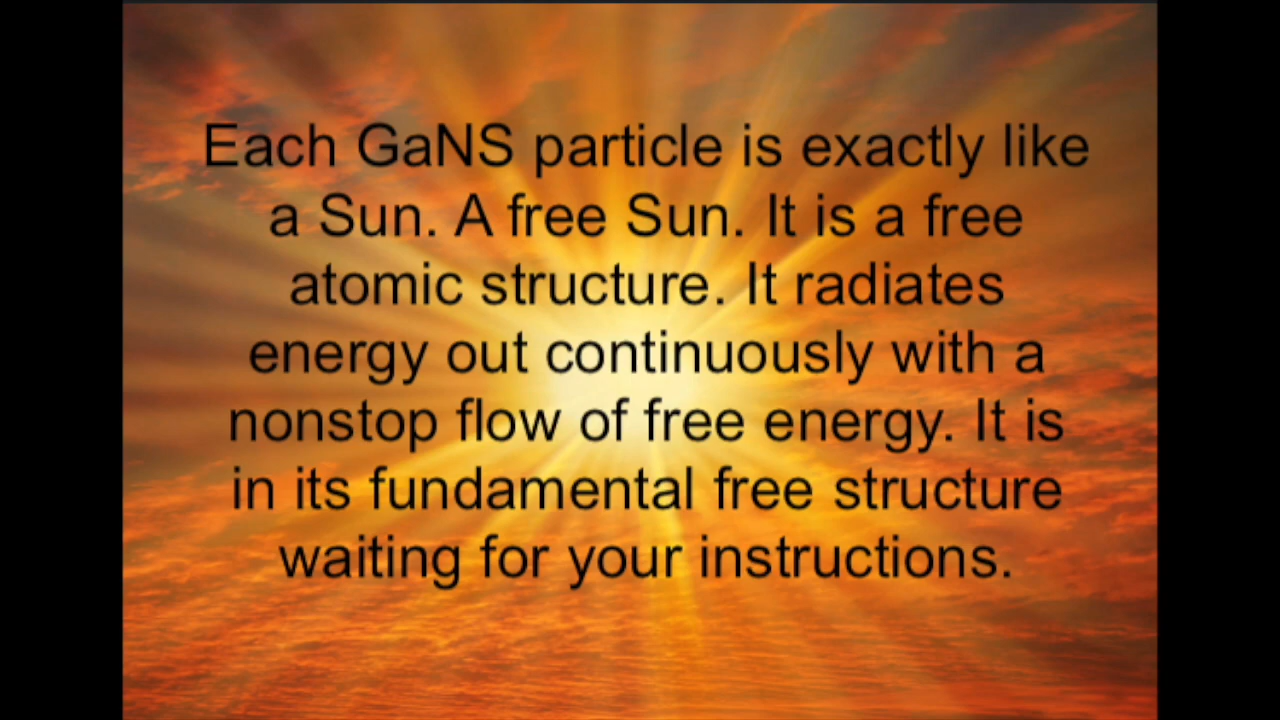 Each GaNS particle is exactly like
a Sun. A free Sun. It is a free
atomic structure. It radiates
energy out continuously with a
nonstop flow of free energy. It is
in its fundamental free structure
waiting for your instructions.